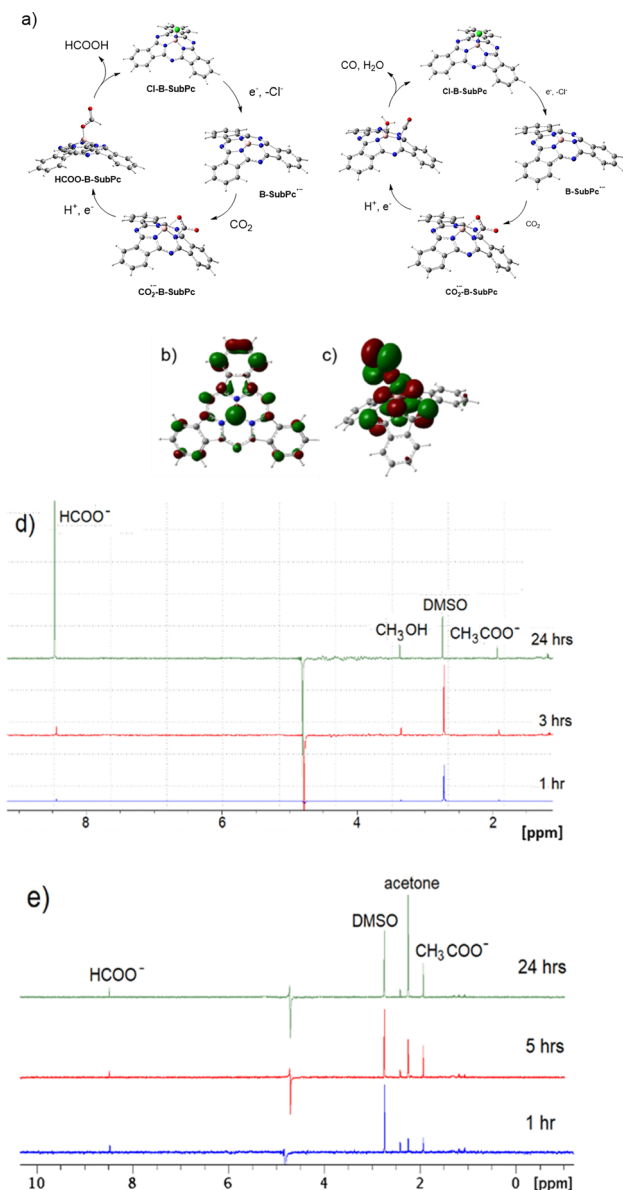 a)
HCOOH
Cl-B-SubPc
e⁻, -Cl⁻
HCOO-B-SubPc
B-SubPc•⁻
H⁺, e⁻
CO₂
CO₂•⁻-B-SubPc
CO, H₂O
Cl-B-SubPc
e⁻, -Cl⁻
B-SubPc•⁻
H⁺, e⁻
CO₂
CO₂•⁻-B-SubPc
b)
c)
d)
HCOO⁻
CH₃OH
DMSO
CH₃COO⁻
24 hrs
3 hrs
1 hr
8
6
4
2
[ppm]
e)
HCOO⁻
DMSO
acetone
CH₃COO⁻
24 hrs
5 hrs
1 hr
10
8
6
4
2
0
[ppm]